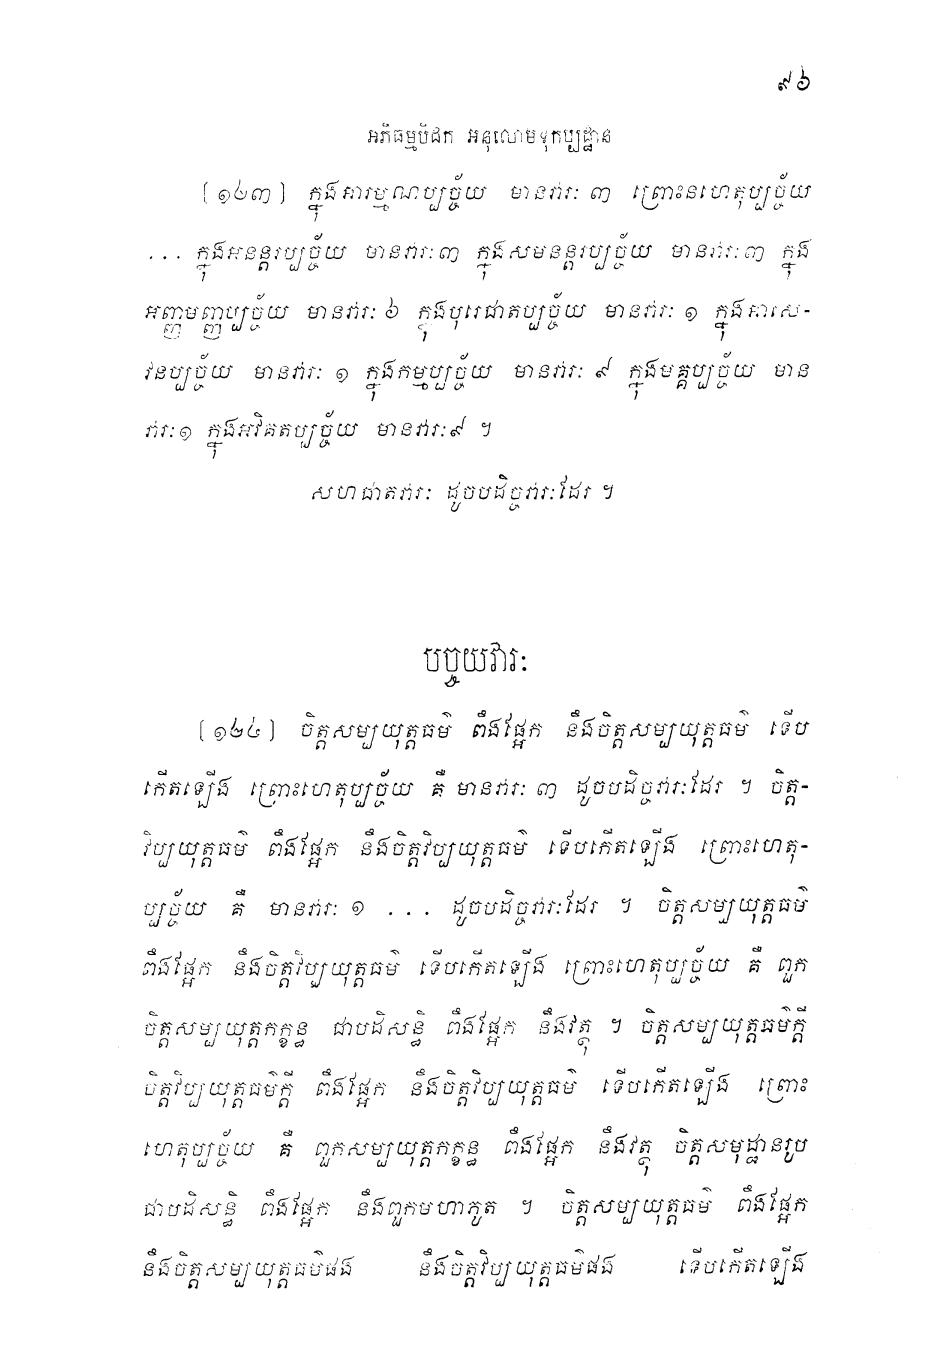 ៩៦
អភិធម្មបិដក អនុលោមទុកប្បដ្ឋាន
[១៤៣] ក្នុងអារម្មណប្បច្ច័យ មានវារៈ ៣ ព្រោះនហេតុប្បច្ច័យ
... ក្នុងអនន្តរប្បច្ច័យ មានវារៈ ៣ ក្នុងសមនន្តរប្បច្ច័យ មានវារៈ ៣ ក្នុង
អញ្ញមញ្ញប្បច្ច័យ មានវារៈ ៦ ក្នុងបុរេជាតប្បច្ច័យ មានវារៈ ១ ក្នុងអាសេ-
វនប្បច្ច័យ មានវារៈ ១ ក្នុងកម្មប្បច្ច័យ មានវារៈ ៩ ក្នុងមគ្គប្បច្ច័យ មាន
វារៈ ១ ក្នុងអវិគតប្បច្ច័យ មានវារៈ ៩ ។
សហជាតវារៈ ដូចបដិច្ចវារៈដែរ ។
បច្ចយវារៈ
[១៤៤] ចិត្តសម្បយុត្តធម៌ ពឹងផ្អែក នឹងចិត្តសម្បយុត្តធម៌ ទើប
កើតឡើង ព្រោះហេតុប្បច្ច័យ គឺ មានវារៈ ៣ ដូចបដិច្ចវារៈដែរ ។ ចិត្ត-
វិប្បយុត្តធម៌ ពឹងផ្អែក នឹងចិត្តវិប្បយុត្តធម៌ ទើបកើតឡើង ព្រោះហេតុ-
ប្បច្ច័យ គឺ មានវារៈ ១ ... ដូចបដិច្ចវារៈដែរ ។ ចិត្តសម្បយុត្តធម៌
ពឹងផ្អែក នឹងចិត្តវិប្បយុត្តធម៌ ទើបកើតឡើង ព្រោះហេតុប្បច្ច័យ គឺ ពួក
ចិត្តសម្បយុត្តកក្ខន្ធ ជាបដិសន្ធិ ពឹងផ្អែក នឹងវត្ថុ ។ ចិត្តសម្បយុត្តធម៌ក្តី
ចិត្តវិប្បយុត្តធម៌ក្តី ពឹងផ្អែក នឹងចិត្តវិប្បយុត្តធម៌ ទើបកើតឡើង ព្រោះ
ហេតុប្បច្ច័យ គឺ ពួកសម្បយុត្តកក្ខន្ធ ពឹងផ្អែក នឹងវត្ថុ ចិត្តសមុដ្ឋានរូប
ជាបដិសន្ធិ ពឹងផ្អែក នឹងពួកមហាភូត ។ ចិត្តសម្បយុត្តធម៌ ពឹងផ្អែក
នឹងចិត្តសម្បយុត្តធម៌ផង នឹងចិត្តវិប្បយុត្តធម៌ផង ទើបកើតឡើង